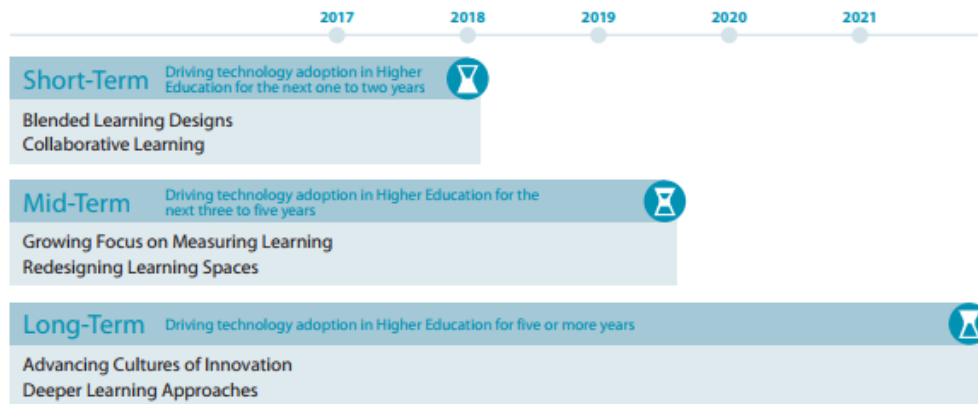 2017 2018 2019 2020 2021
Short-Term
Driving technology adoption in Higher
Education for the next one to two years
Blended Learning Designs
Collaborative Learning
Mid-Term
Driving technology adoption in Higher Education for the
next three to five years
Growing Focus on Measuring Learning
Redesigning Learning Spaces
Long-Term Driving technology adoption in Higher Education for five or more years
Advancing Cultures of Innovation
Deeper Learning Approaches